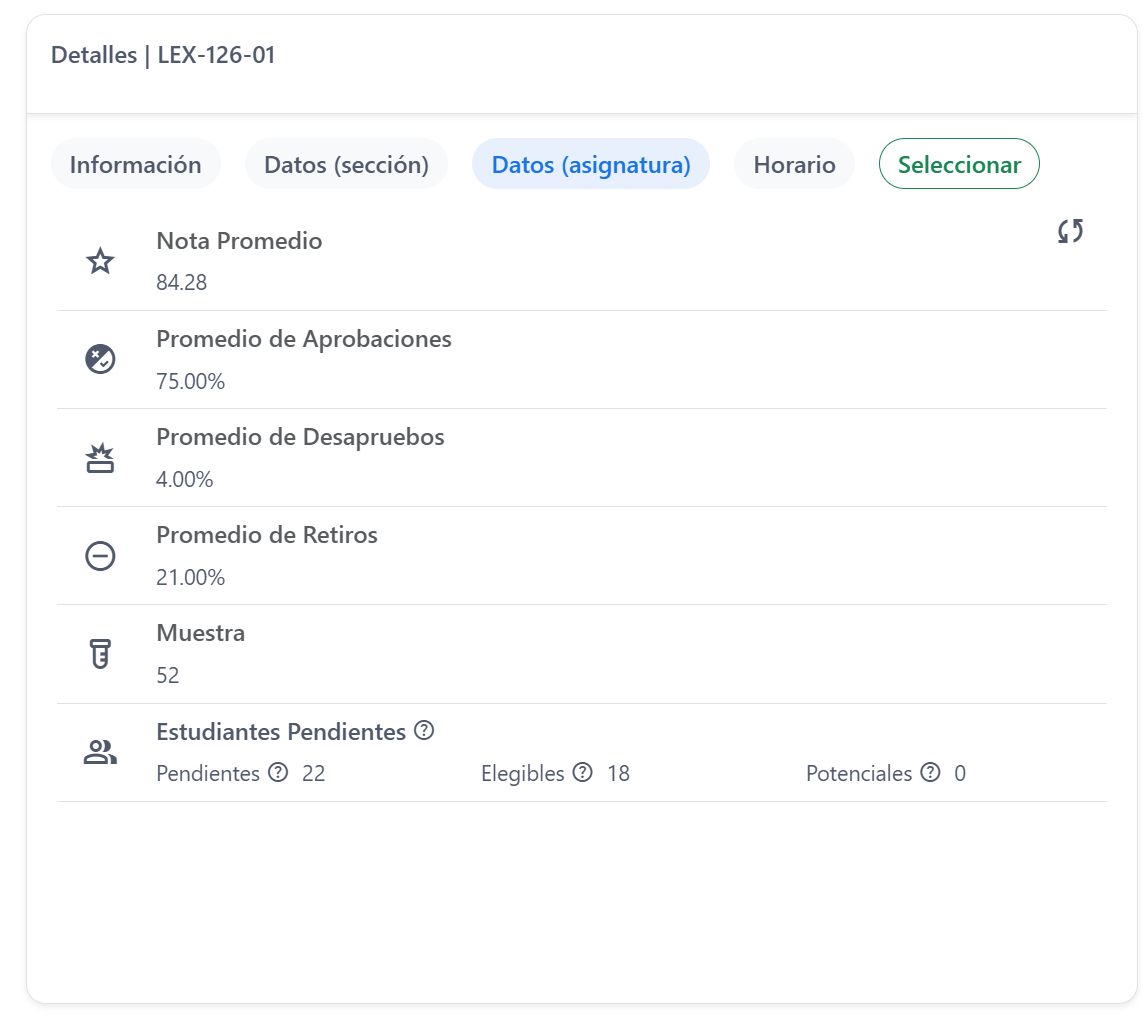 Detalles | LEX-126-01
Información Datos (sección) Datos (asignatura) Horario Seleccionar
Nota Promedio
84.28
Promedio de Aprobaciones
75.00%
Promedio de Desapruebos
4.00%
Promedio de Retiros
21.00%
Muestra
52
Estudiantes Pendientes ?
Pendientes ? 22 Elegibles ? 18 Potenciales ? 0